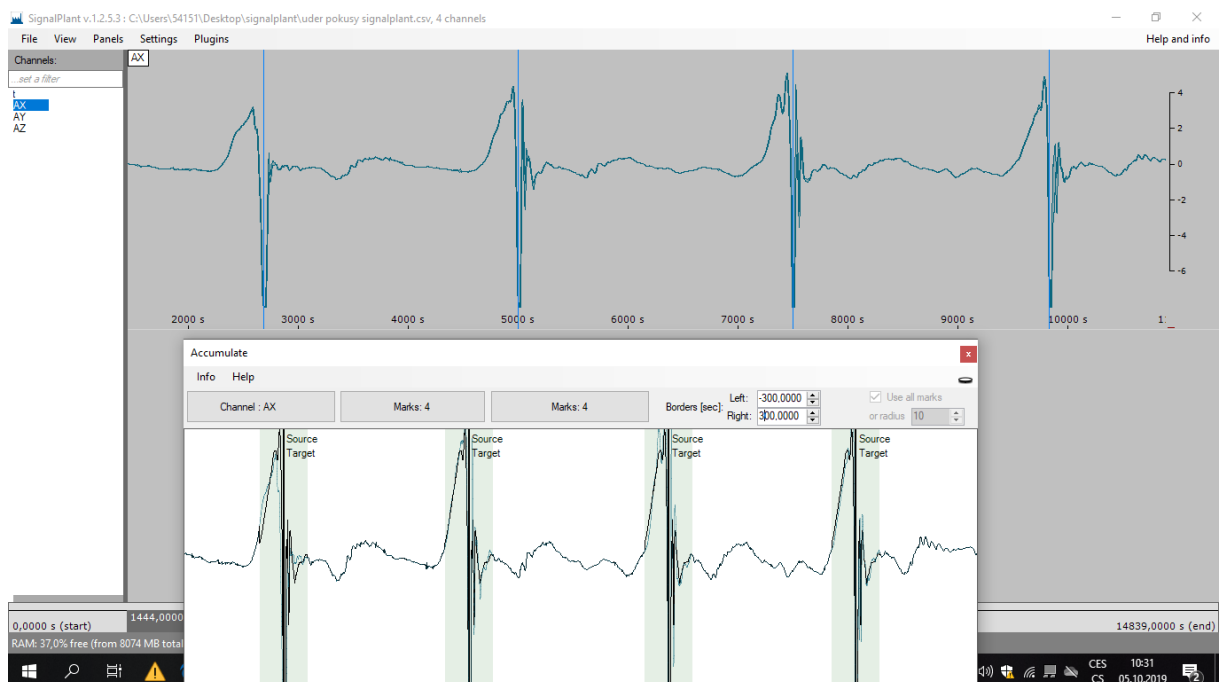 SignalPlant v.1.2.5.3 : C:\Users\54151\Desktop\signalplant\uder pokusy signalplant.csv, 4 channels
File View Panels Settings Plugins Help and info
Channels:
...set a filter
t
AX
AY
AZ
AX
4
2
0
-2
-4
-6
2000 s 3000 s 4000 s 5000 s 6000 s 7000 s 8000 s 9000 s 10000 s 1:
Accumulate
x
Info Help
Channel : AX Marks: 4 Marks: 4 Borders [sec]: Left: -300,0000 Right: 300,0000
Use all marks
or radius 10
Source Source Source Source
Target Target Target Target
0,0000 s (start) 1444,0000 14839,0000 s (end)
RAM: 37,0% free (from 8074 MB total
CES 10:31
CS 05.10.2019 2